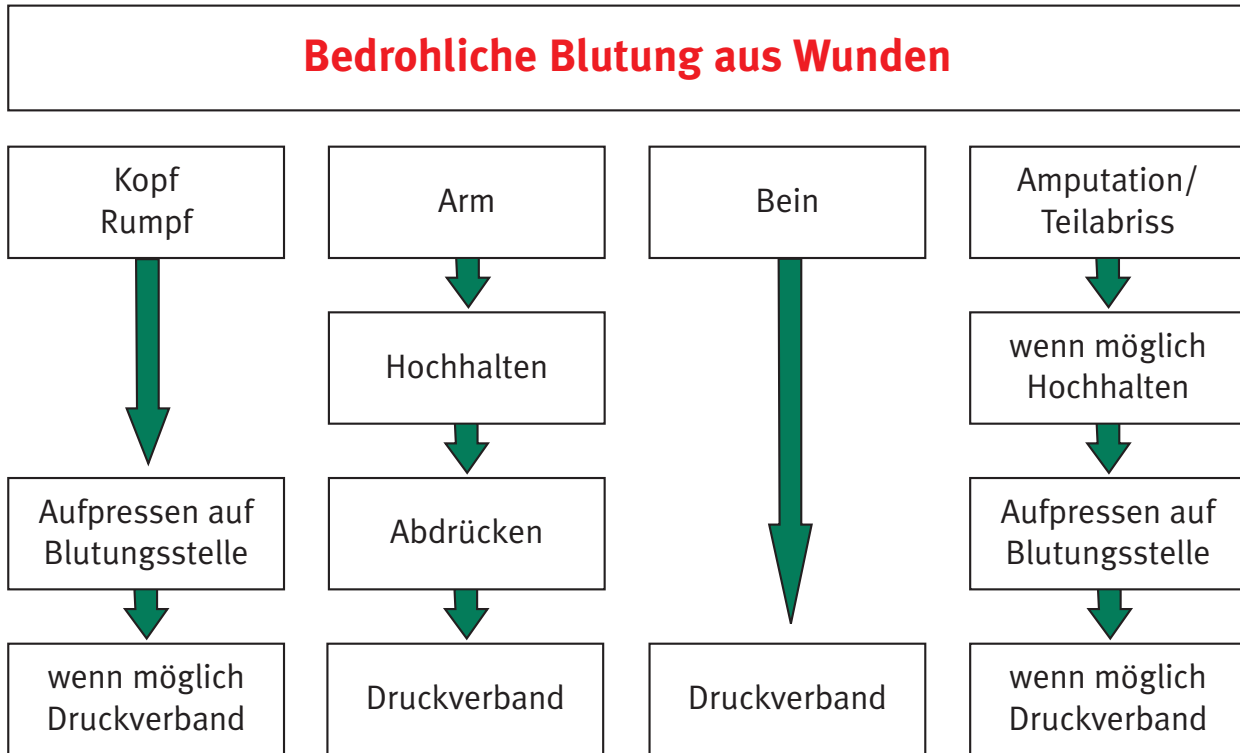 Bedrohliche Blutung aus Wunden
Kopf
Rumpf
Aufpressen auf
Blutungsstelle
wenn möglich
Druckverband
Arm
Hochhalten
Abdrücken
Druckverband
Bein
Druckverband
Amputation/
Teilabriss
wenn möglich
Hochhalten
Aufpressen auf
Blutungsstelle
wenn möglich
Druckverband